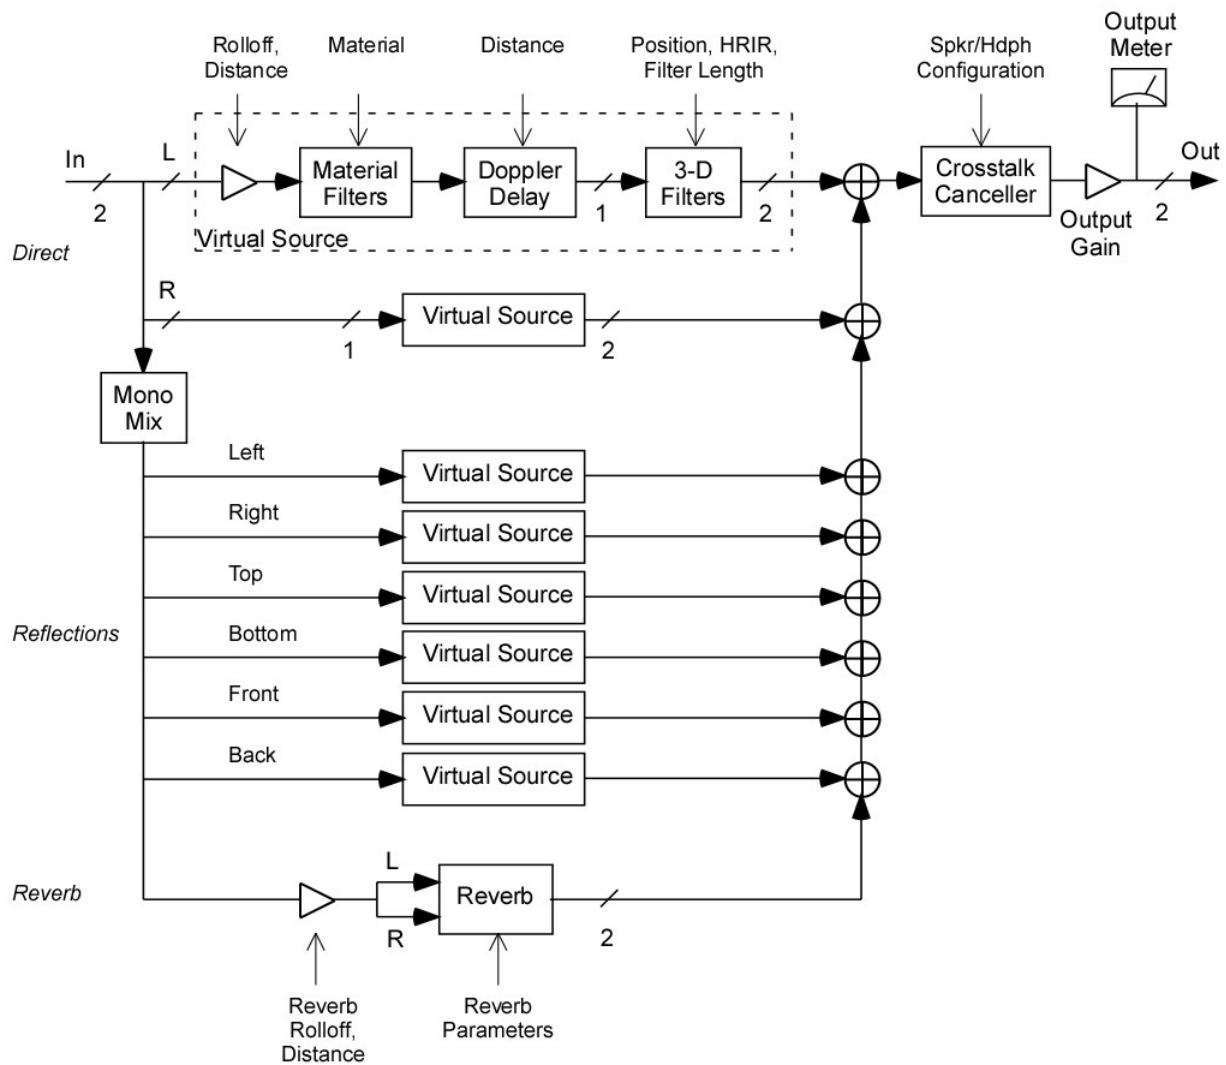 Rolloff,
Distance
Material
Distance
Position, HRIR,
Filter Length
Spkr/Hdph
Configuration
Output
Meter
In
2
L
Material
Filters
Doppler
Delay
1
3-D
Filters
2
Crosstalk
Canceller
Output
Gain
2
Out
Virtual Source
Direct
R
1
Virtual Source
2
Mono
Mix
Left
Virtual Source
Right
Virtual Source
Top
Virtual Source
Reflections
Bottom
Virtual Source
Front
Virtual Source
Back
Virtual Source
Reverb
L
R
Reverb
2
Reverb
Rolloff,
Distance
Reverb
Parameters